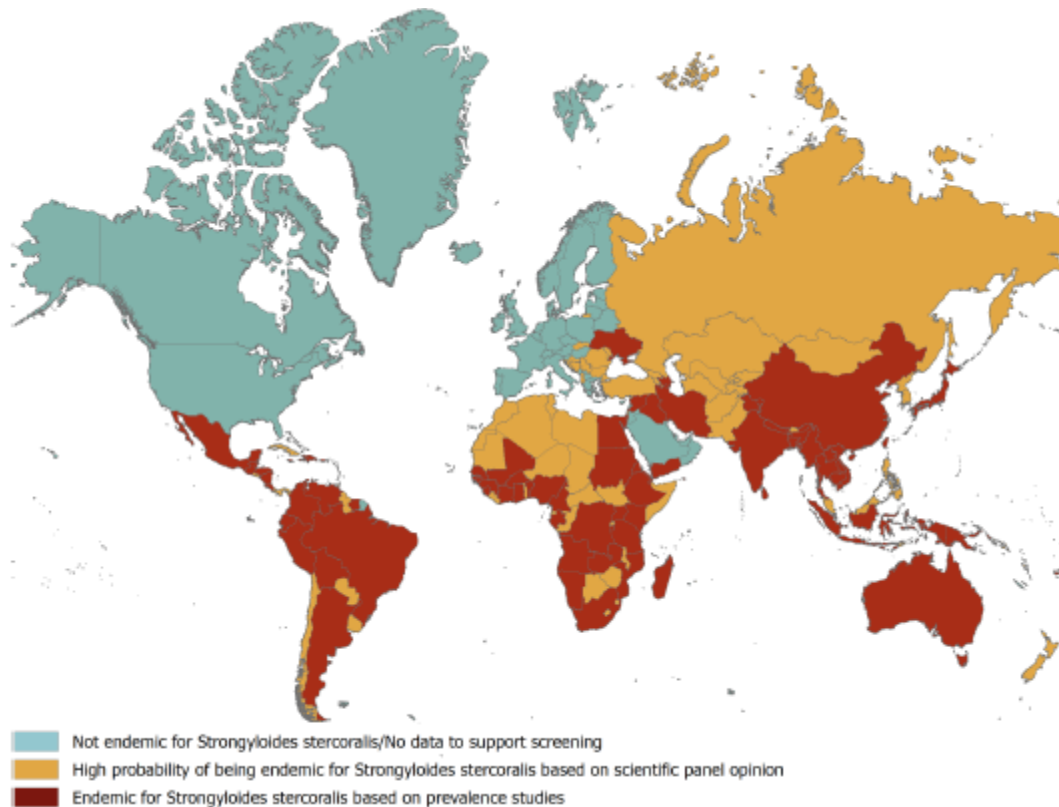 Not endemic for Strongyloides stercoralis/No data to support screening
High probability of being endemic for Strongyloides stercoralis based on scientific panel opinion
Endemic for Strongyloides stercoralis based on prevalence studies